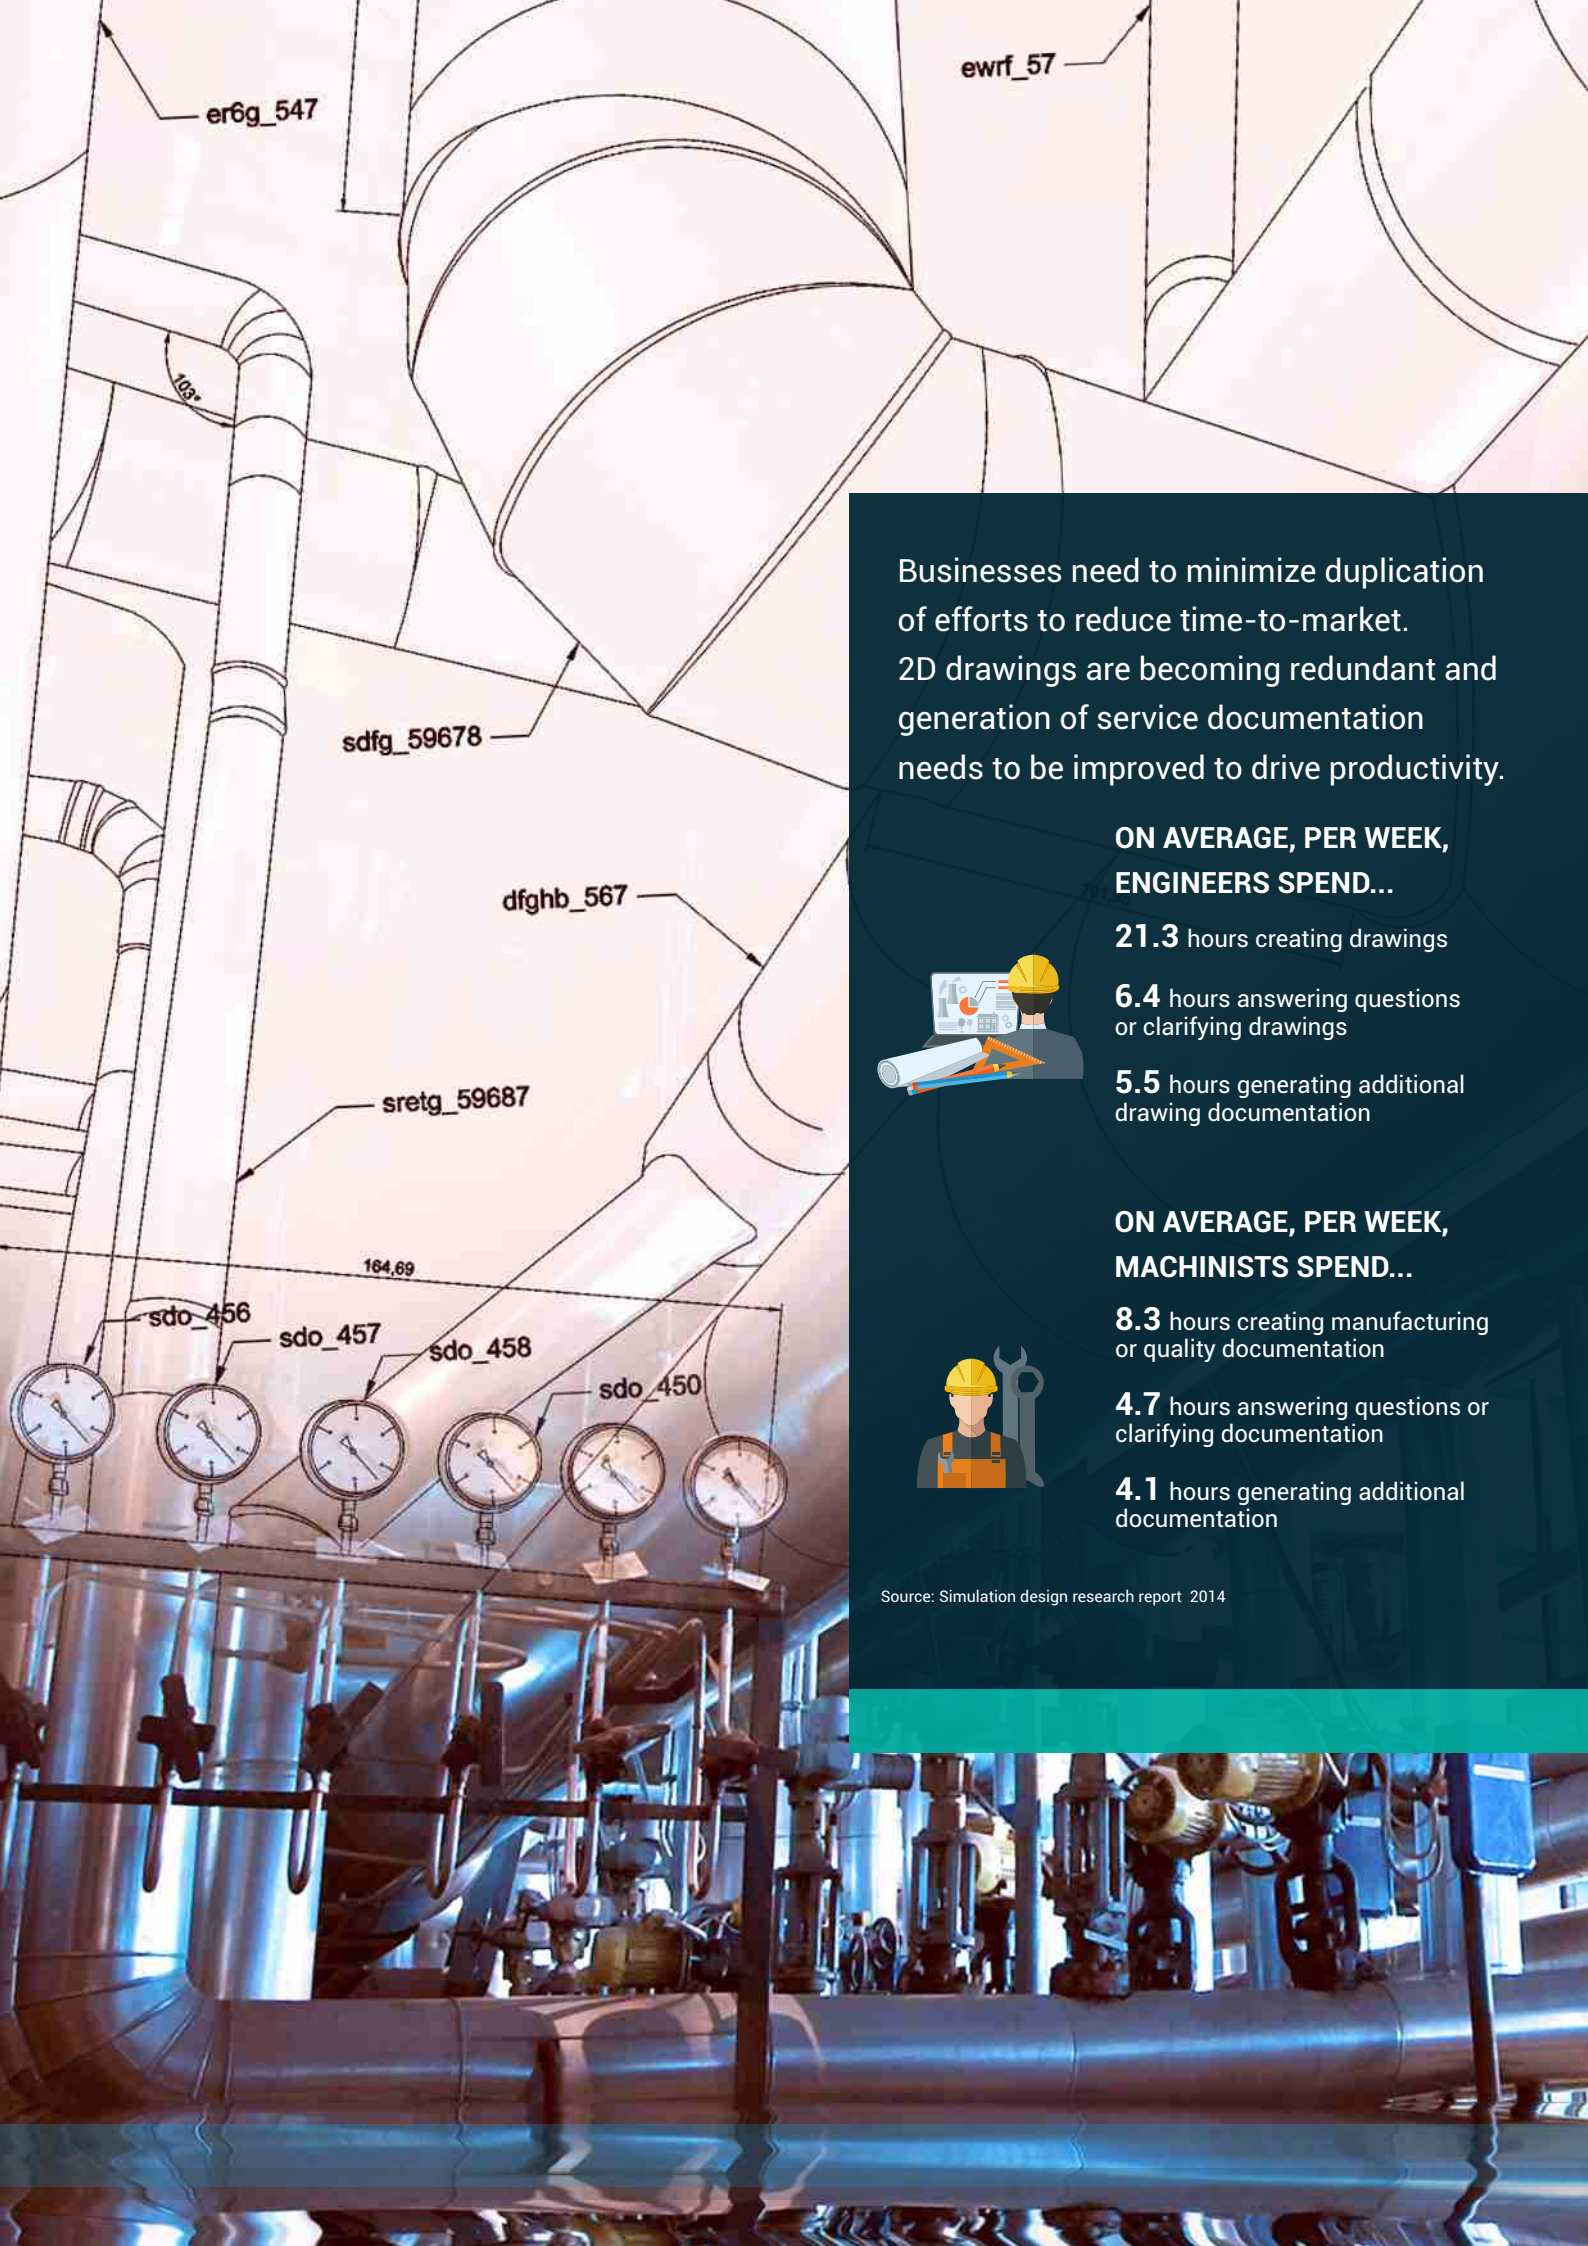 ewrf_57
er6g_547
103°
sdfg_59678
dfghb_567
sretg_59687
164,69
sdo_456
sdo_457
sdo_458
sdo_450
Businesses need to minimize duplication
of efforts to reduce time-to-market.
2D drawings are becoming redundant and
generation of service documentation
needs to be improved to drive productivity.
ON AVERAGE, PER WEEK,
ENGINEERS SPEND...
21.3 hours creating drawings
6.4 hours answering questions
or clarifying drawings
5.5 hours generating additional
drawing documentation
ON AVERAGE, PER WEEK,
MACHINISTS SPEND...
8.3 hours creating manufacturing
or quality documentation
4.7 hours answering questions or
clarifying documentation
4.1 hours generating additional
documentation
Source: Simulation design research report 2014